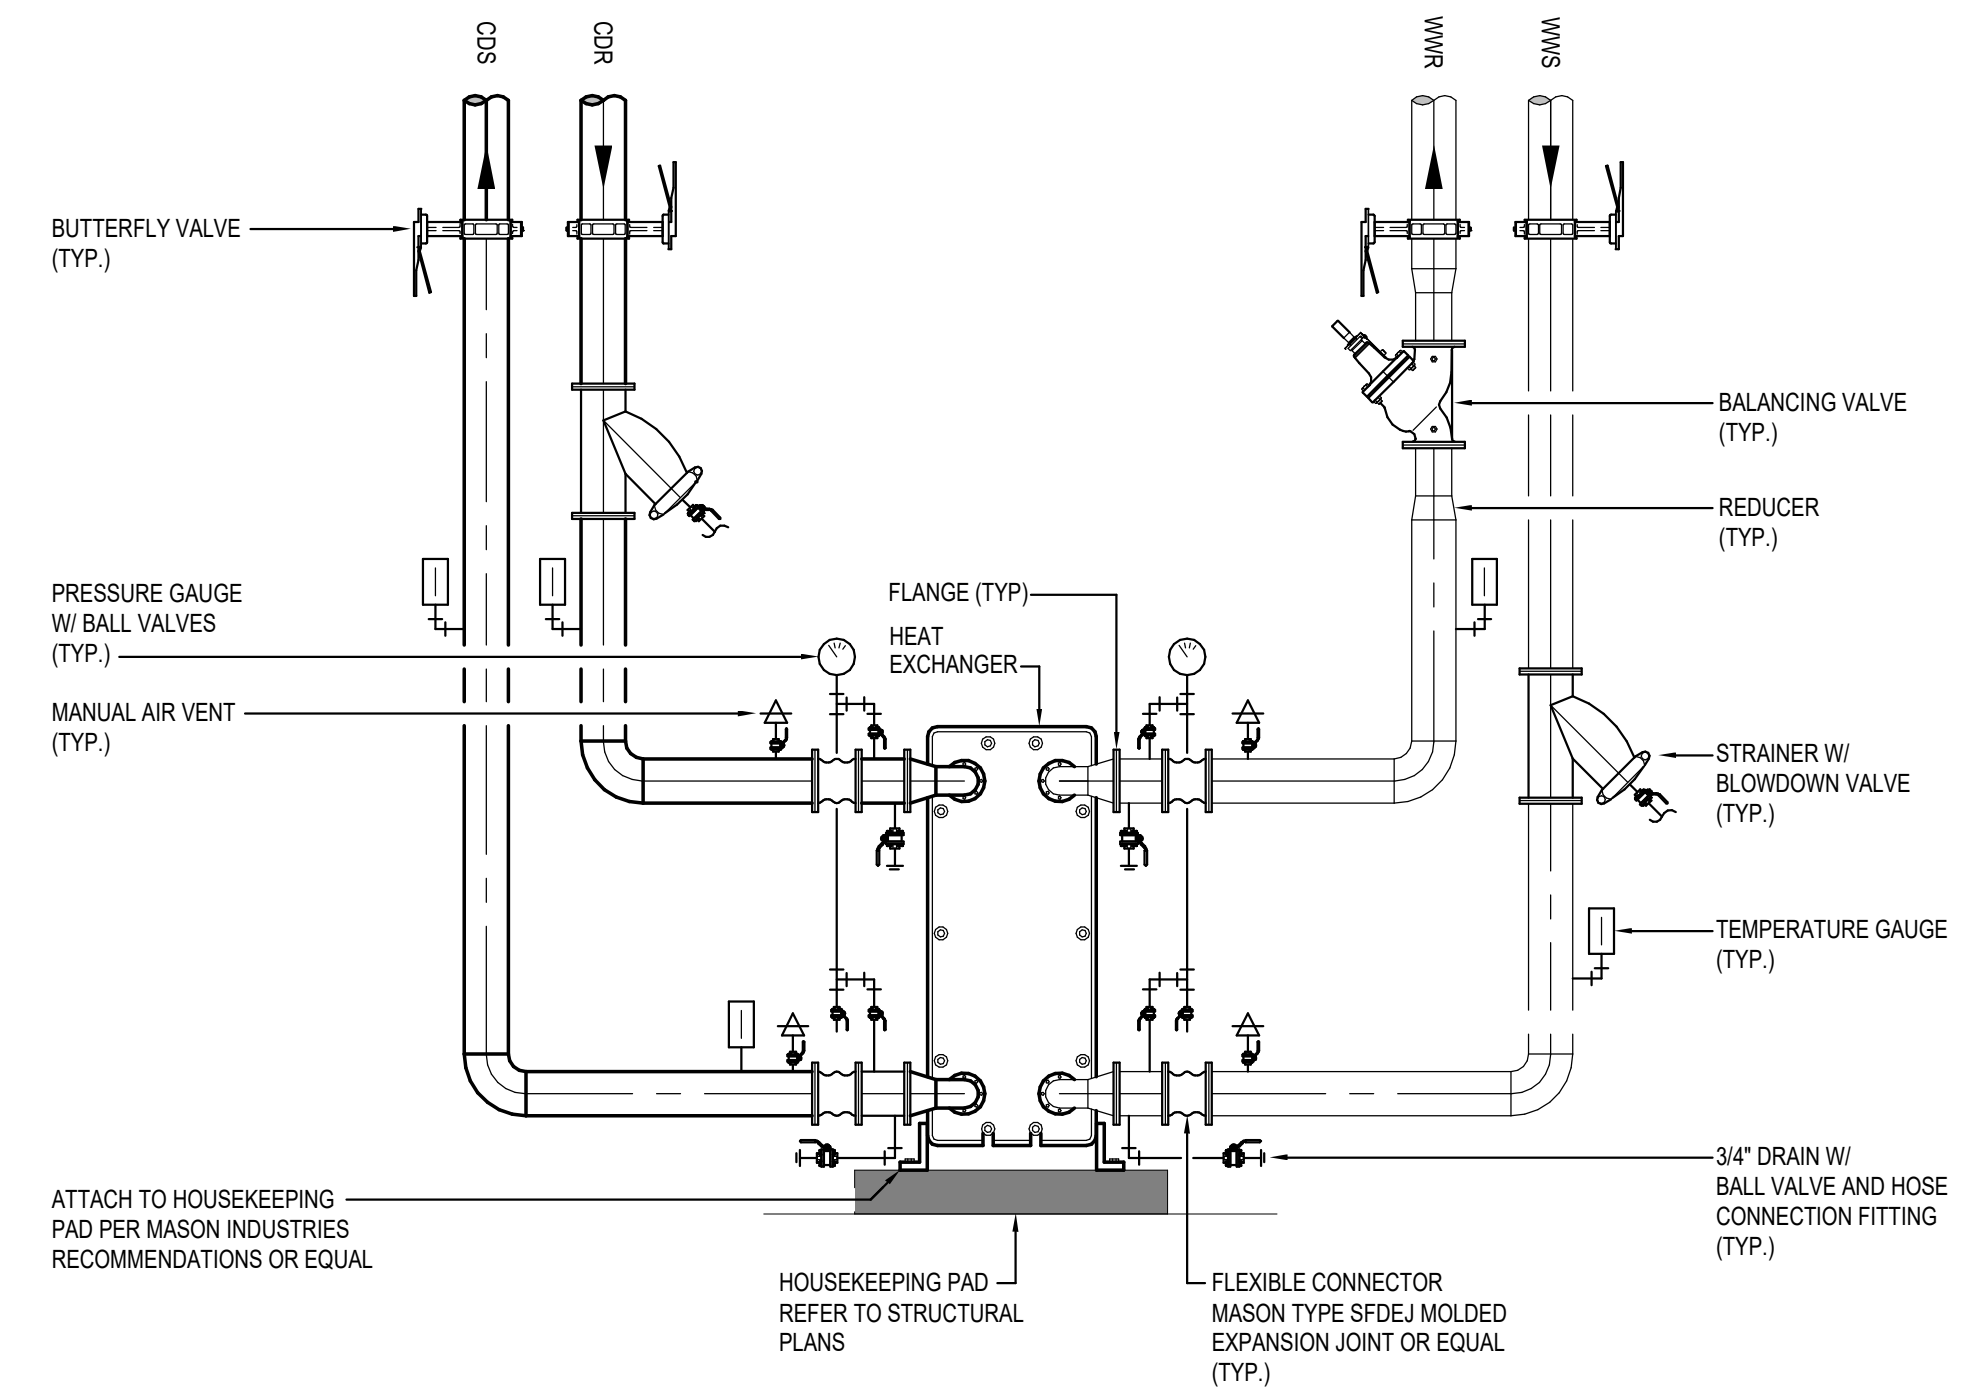 CDS
CDR
WWR
WWS
BUTTERFLY VALVE
(TYP.)
BALANCING VALVE
(TYP.)
REDUCER
(TYP.)
PRESSURE GAUGE
W/ BALL VALVES
(TYP.)
FLANGE (TYP)
HEAT
EXCHANGER
MANUAL AIR VENT
(TYP.)
STRAINER W/
BLOWDOWN VALVE
(TYP.)
TEMPERATURE GAUGE
(TYP.)
3/4" DRAIN W/
BALL VALVE AND HOSE
CONNECTION FITTING
(TYP.)
ATTACH TO HOUSEKEEPING
PAD PER MASON INDUSTRIES
RECOMMENDATIONS OR EQUAL
HOUSEKEEPING PAD
REFER TO STRUCTURAL
PLANS
FLEXIBLE CONNECTOR
MASON TYPE SFDEJ MOLDED
EXPANSION JOINT OR EQUAL
(TYP.)